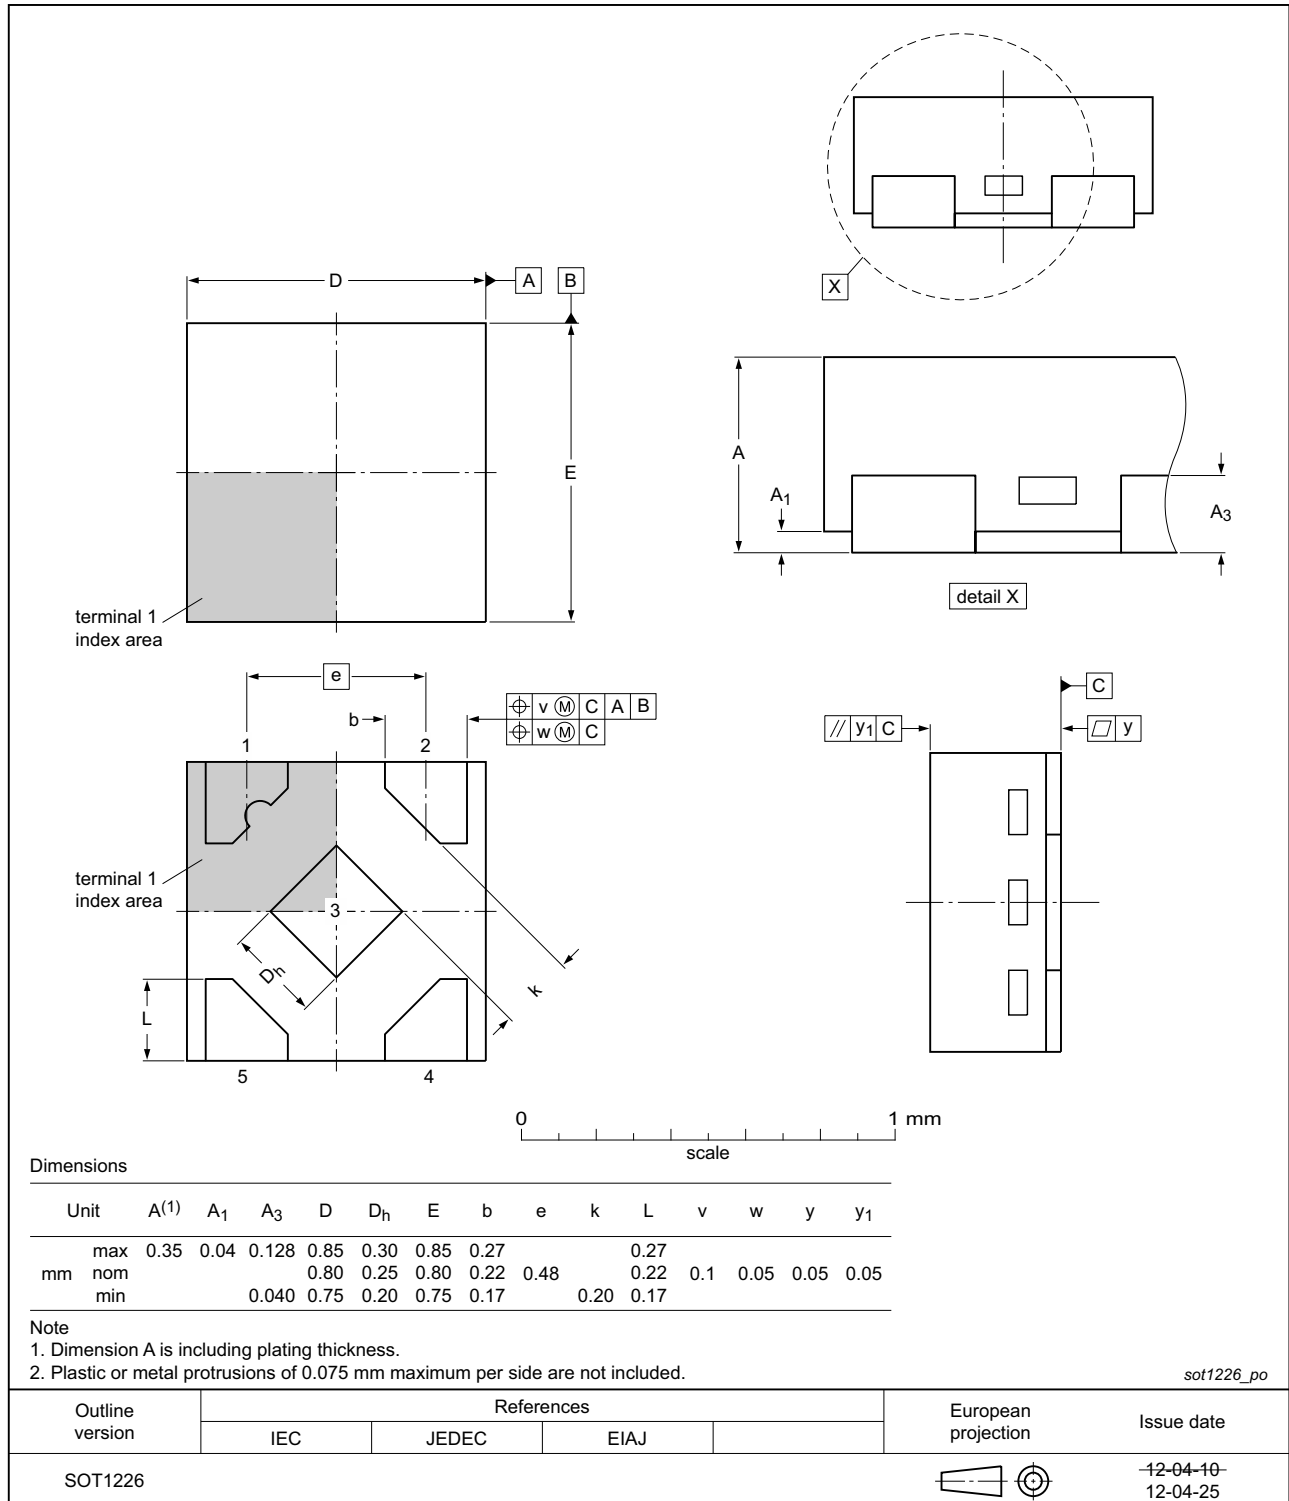 X
D A B
E
terminal 1
index area
A
A1
A3
detail X
e
b
v M C A B
w M C
1 2
terminal 1
index area
3
Dh
k
L
5 4
C
// y1 C
y
0 1 mm
scale
Dimensions
Unit A(1) A1 A3 D Dh E b e k L v w y y1
max 0.35 0.04 0.128 0.85 0.30 0.85 0.27 0.27
mm nom 0.80 0.25 0.80 0.22 0.48 0.22 0.1 0.05 0.05 0.05
min 0.040 0.75 0.20 0.75 0.17 0.20 0.17
Note
1. Dimension A is including plating thickness.
2. Plastic or metal protrusions of 0.075 mm maximum per side are not included.
sot1226_po
Outline
version
References
IEC JEDEC EIAJ
European
projection
Issue date
SOT1226
12-04-10
12-04-25